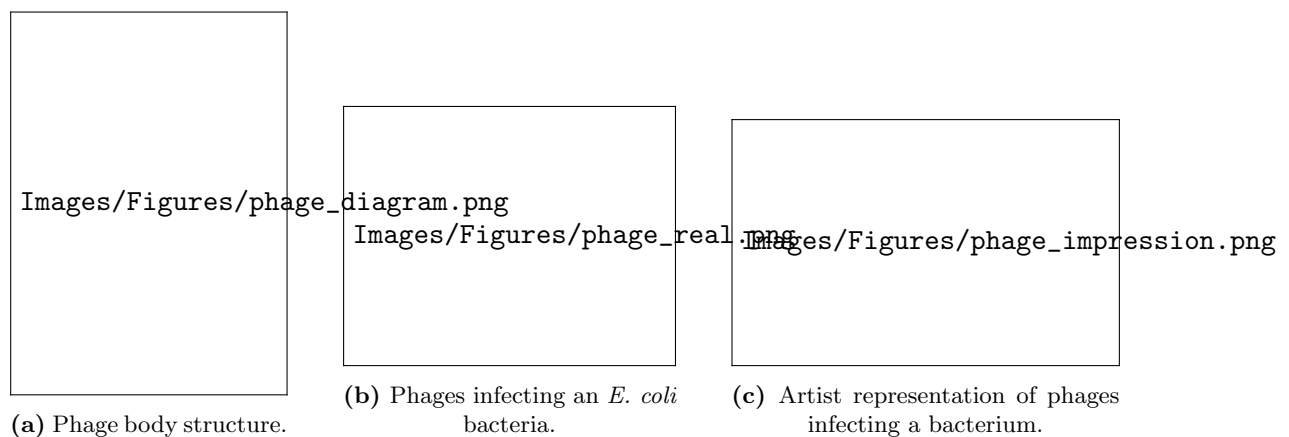 Images/Figures/phage_diagram.png
(a) Phage body structure.
Images/Figures/phage_real.png
(b) Phages infecting an E. coli
bacteria.
Images/Figures/phage_impression.png
(c) Artist representation of phages
infecting a bacterium.